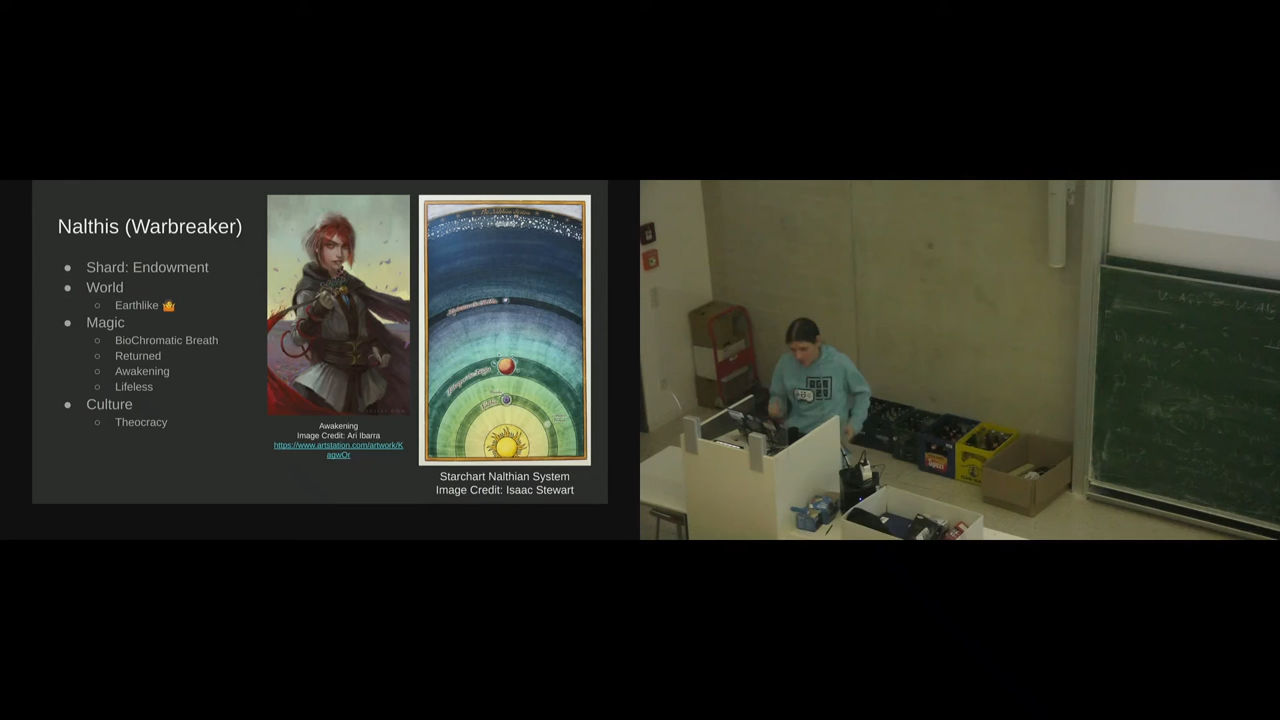 Nalthis (Warbreaker)
● Shard: Endowment
● World
○ Earthlike 🤷
● Magic
○ BioChromatic Breath
○ Returned
○ Awakening
○ Lifeless
● Culture
○ Theocracy
Awakening
Image Credit: Ari Ibarra
https://www.artstation.com/artwork/K
agwOr
Starchart Nalthian System
Image Credit: Isaac Stewart